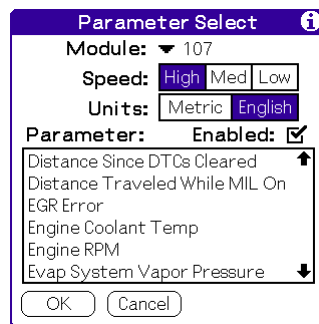 Parameter Select
Module: 107
Speed: High Med Low
Units: Metric English
Parameter: Enabled:
Distance Since DTCs Cleared
Distance Traveled While MIL On
EGR Error
Engine Coolant Temp
Engine RPM
Evap System Vapor Pressure
OK Cancel